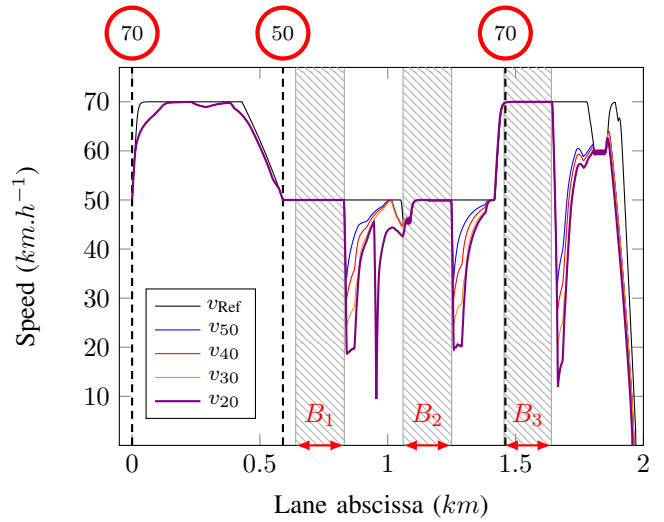 70 50 70
70
60
50
40
30
20
10
Speed (km.h⁻¹)
v_Ref
v_50
v_40
v_30
v_20
B_1 B_2 B_3
0 0.5 1 1.5 2
Lane abscissa (km)